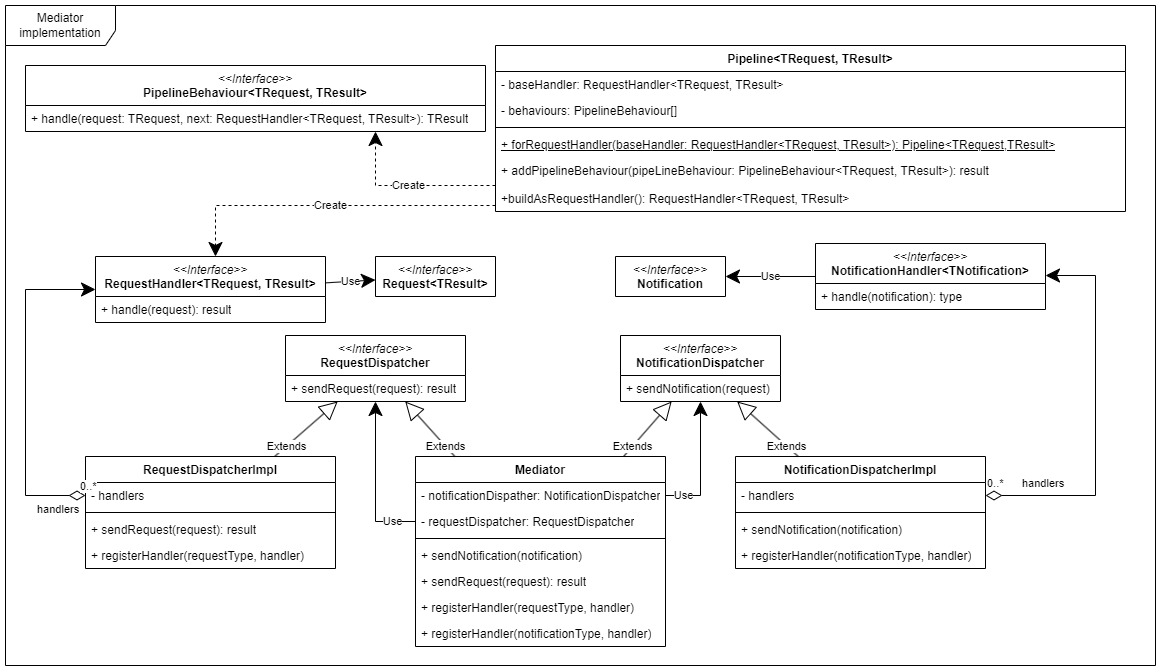 Mediator
implementation
<<Interface>>
PipelineBehaviour<TRequest, TResult>
+ handle(request: TRequest, next: RequestHandler<TRequest, TResult>): TResult
Pipeline<TRequest, TResult>
- baseHandler: RequestHandler<TRequest, TResult>
- behaviours: PipelineBehaviour[]
+ forRequestHandler(baseHandler: RequestHandler<TRequest, TResult>): Pipeline<TRequest,TResult>
+ addPipelineBehaviour(pipeLineBehaviour: PipelineBehaviour<TRequest, TResult>): result
+buildAsRequestHandler(): RequestHandler<TRequest, TResult>
Create
Create
<<Interface>>
RequestHandler<TRequest, TResult>
+ handle(request): result
Use
<<Interface>>
Request<TResult>
<<Interface>>
Notification
Use
<<Interface>>
NotificationHandler<TNotification>
+ handle(notification): type
<<Interface>>
RequestDispatcher
+ sendRequest(request): result
<<Interface>>
NotificationDispatcher
+ sendNotification(request)
Extends
Extends
Extends
Extends
RequestDispatcherImpl
- handlers
+ sendRequest(request): result
+ registerHandler(requestType, handler)
0..*
handlers
Use
Mediator
- notificationDispather: NotificationDispatcher
- requestDispatcher: RequestDispatcher
+ sendNotification(notification)
+ sendRequest(request): result
+ registerHandler(requestType, handler)
+ registerHandler(notificationType, handler)
Use
NotificationDispatcherImpl
- handlers
+ sendNotification(notification)
+ registerHandler(notificationType, handler)
0..*
handlers